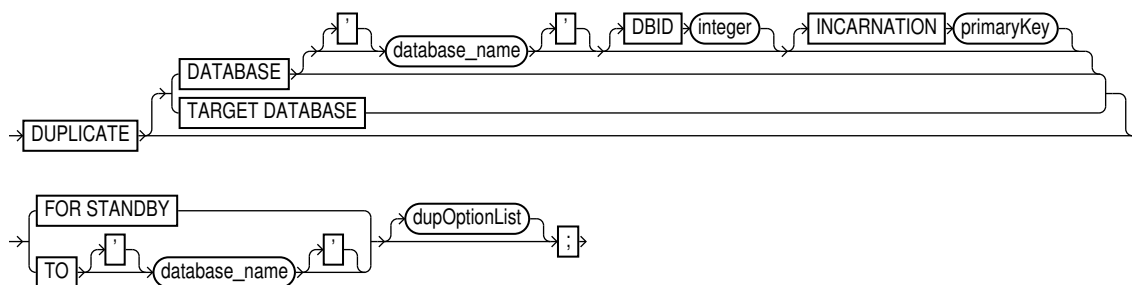 ' database_name ' DBID integer INCARNATION primaryKey
DATABASE
TARGET DATABASE
DUPLICATE
FOR STANDBY dupOptionList
TO ' database_name ' ;